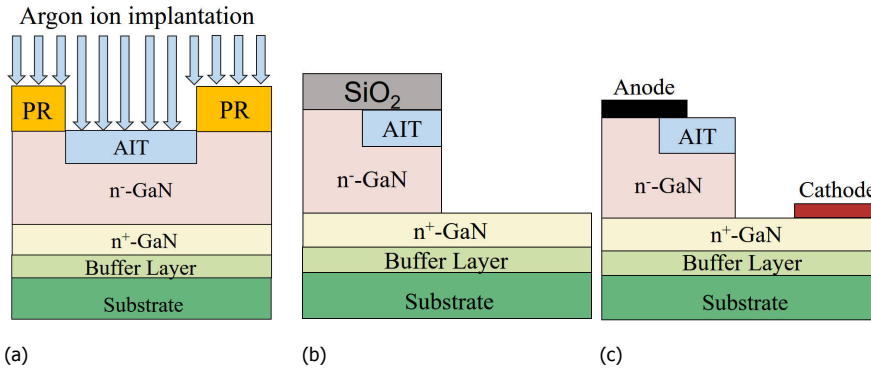 Argon ion implantation
PR
PR
AIT
n⁻-GaN
n⁺-GaN
Buffer Layer
Substrate
(a)
SiO₂
AIT
n⁻-GaN
n⁺-GaN
Buffer Layer
Substrate
(b)
Anode
AIT
n⁻-GaN
Cathode
n⁺-GaN
Buffer Layer
Substrate
(c)